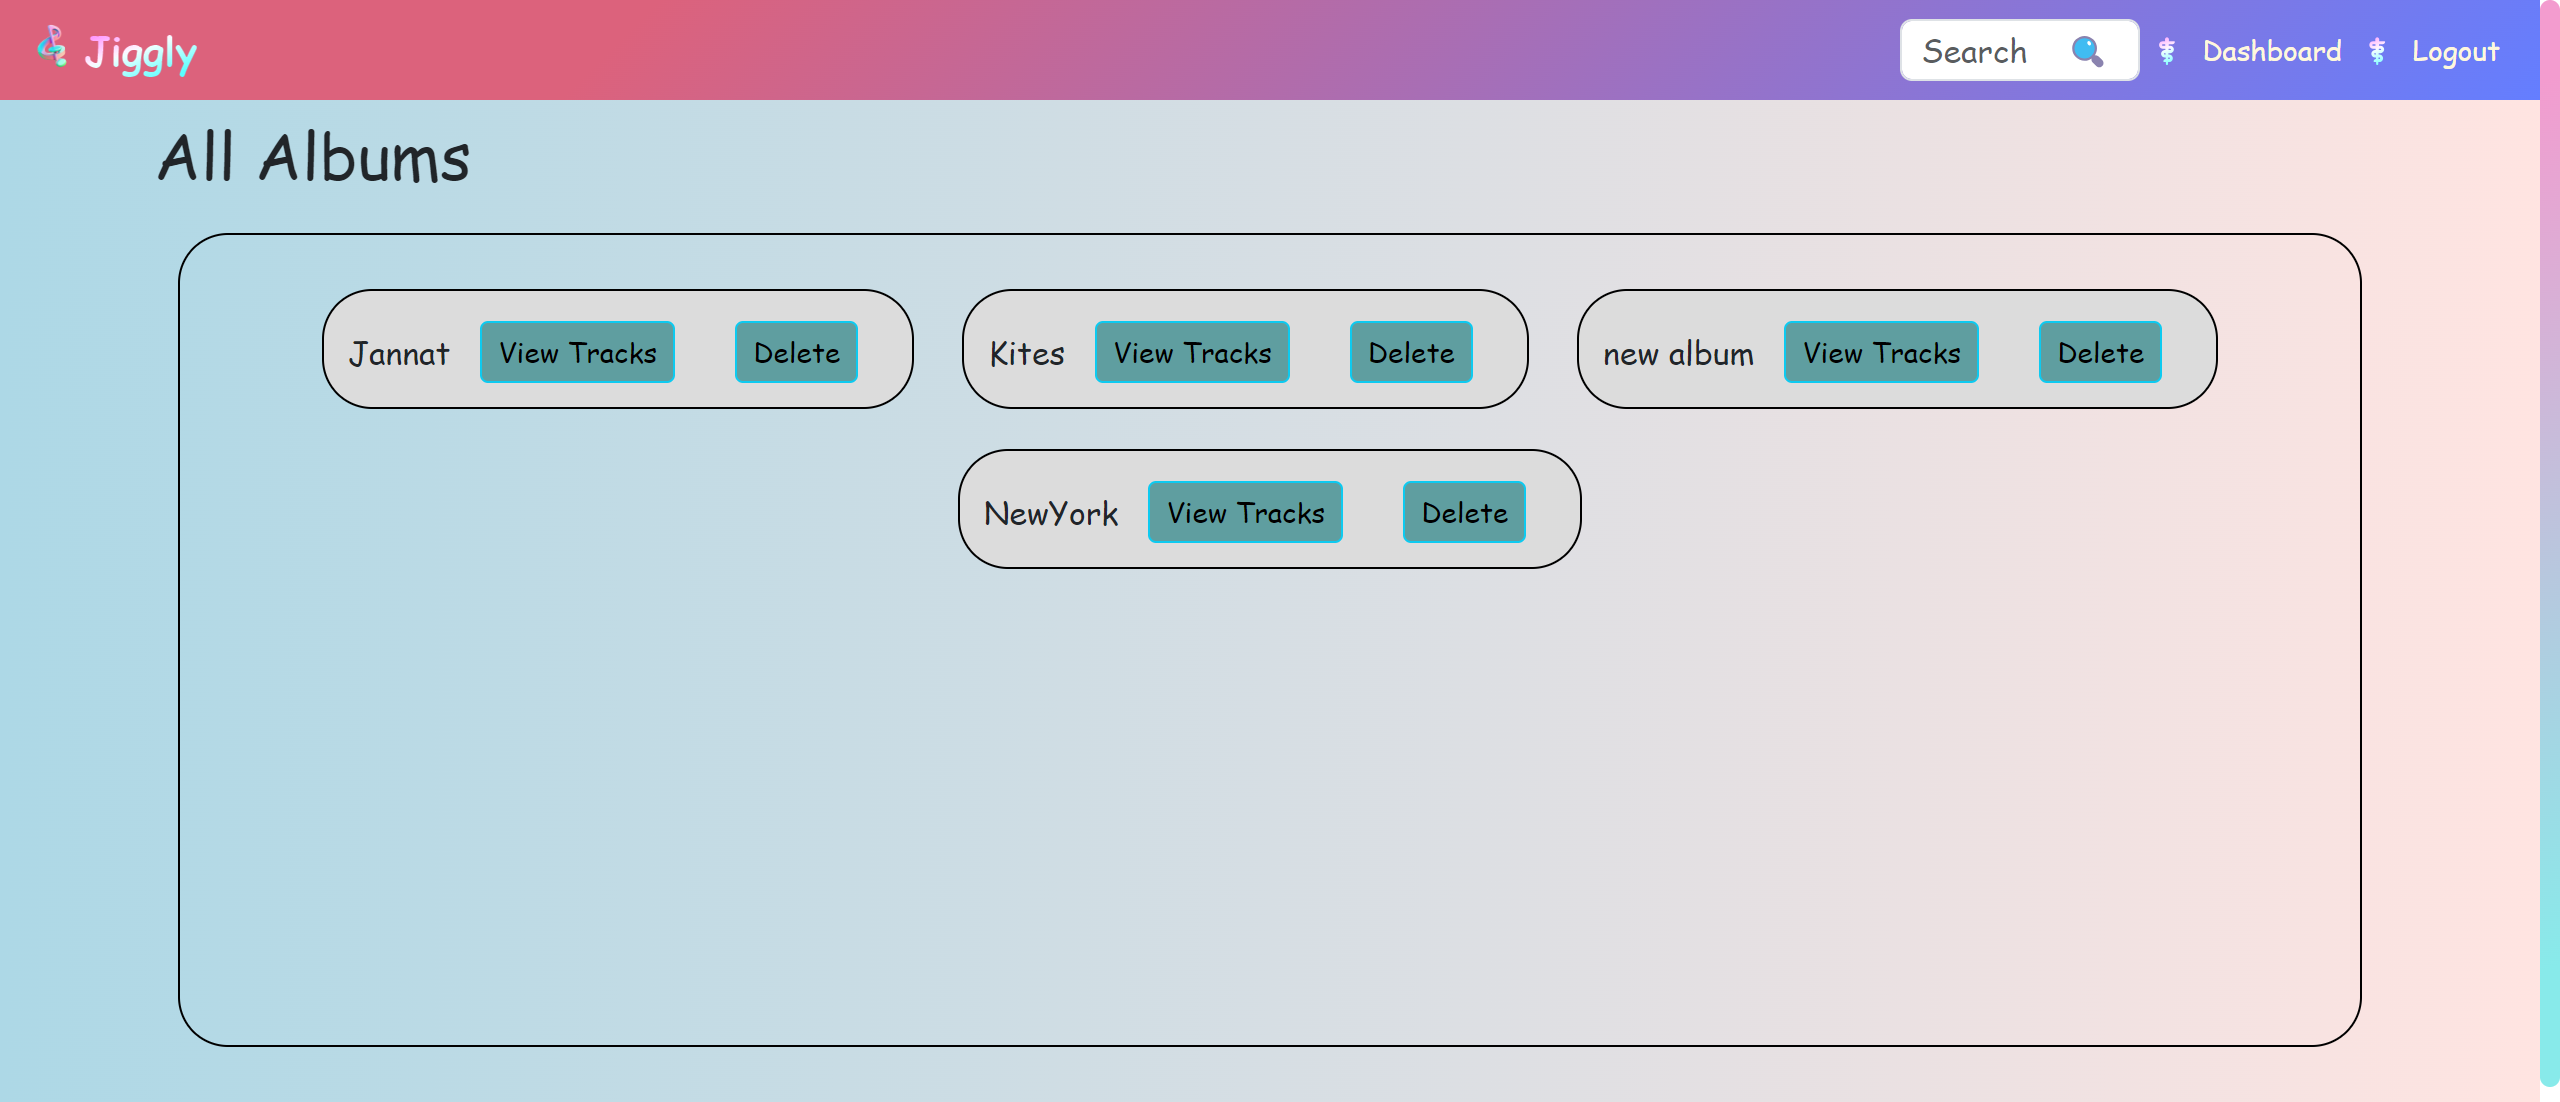 Jiggly Search Dashboard Logout
All Albums
Jannat View Tracks Delete Kites View Tracks Delete new album View Tracks Delete
NewYork View Tracks Delete